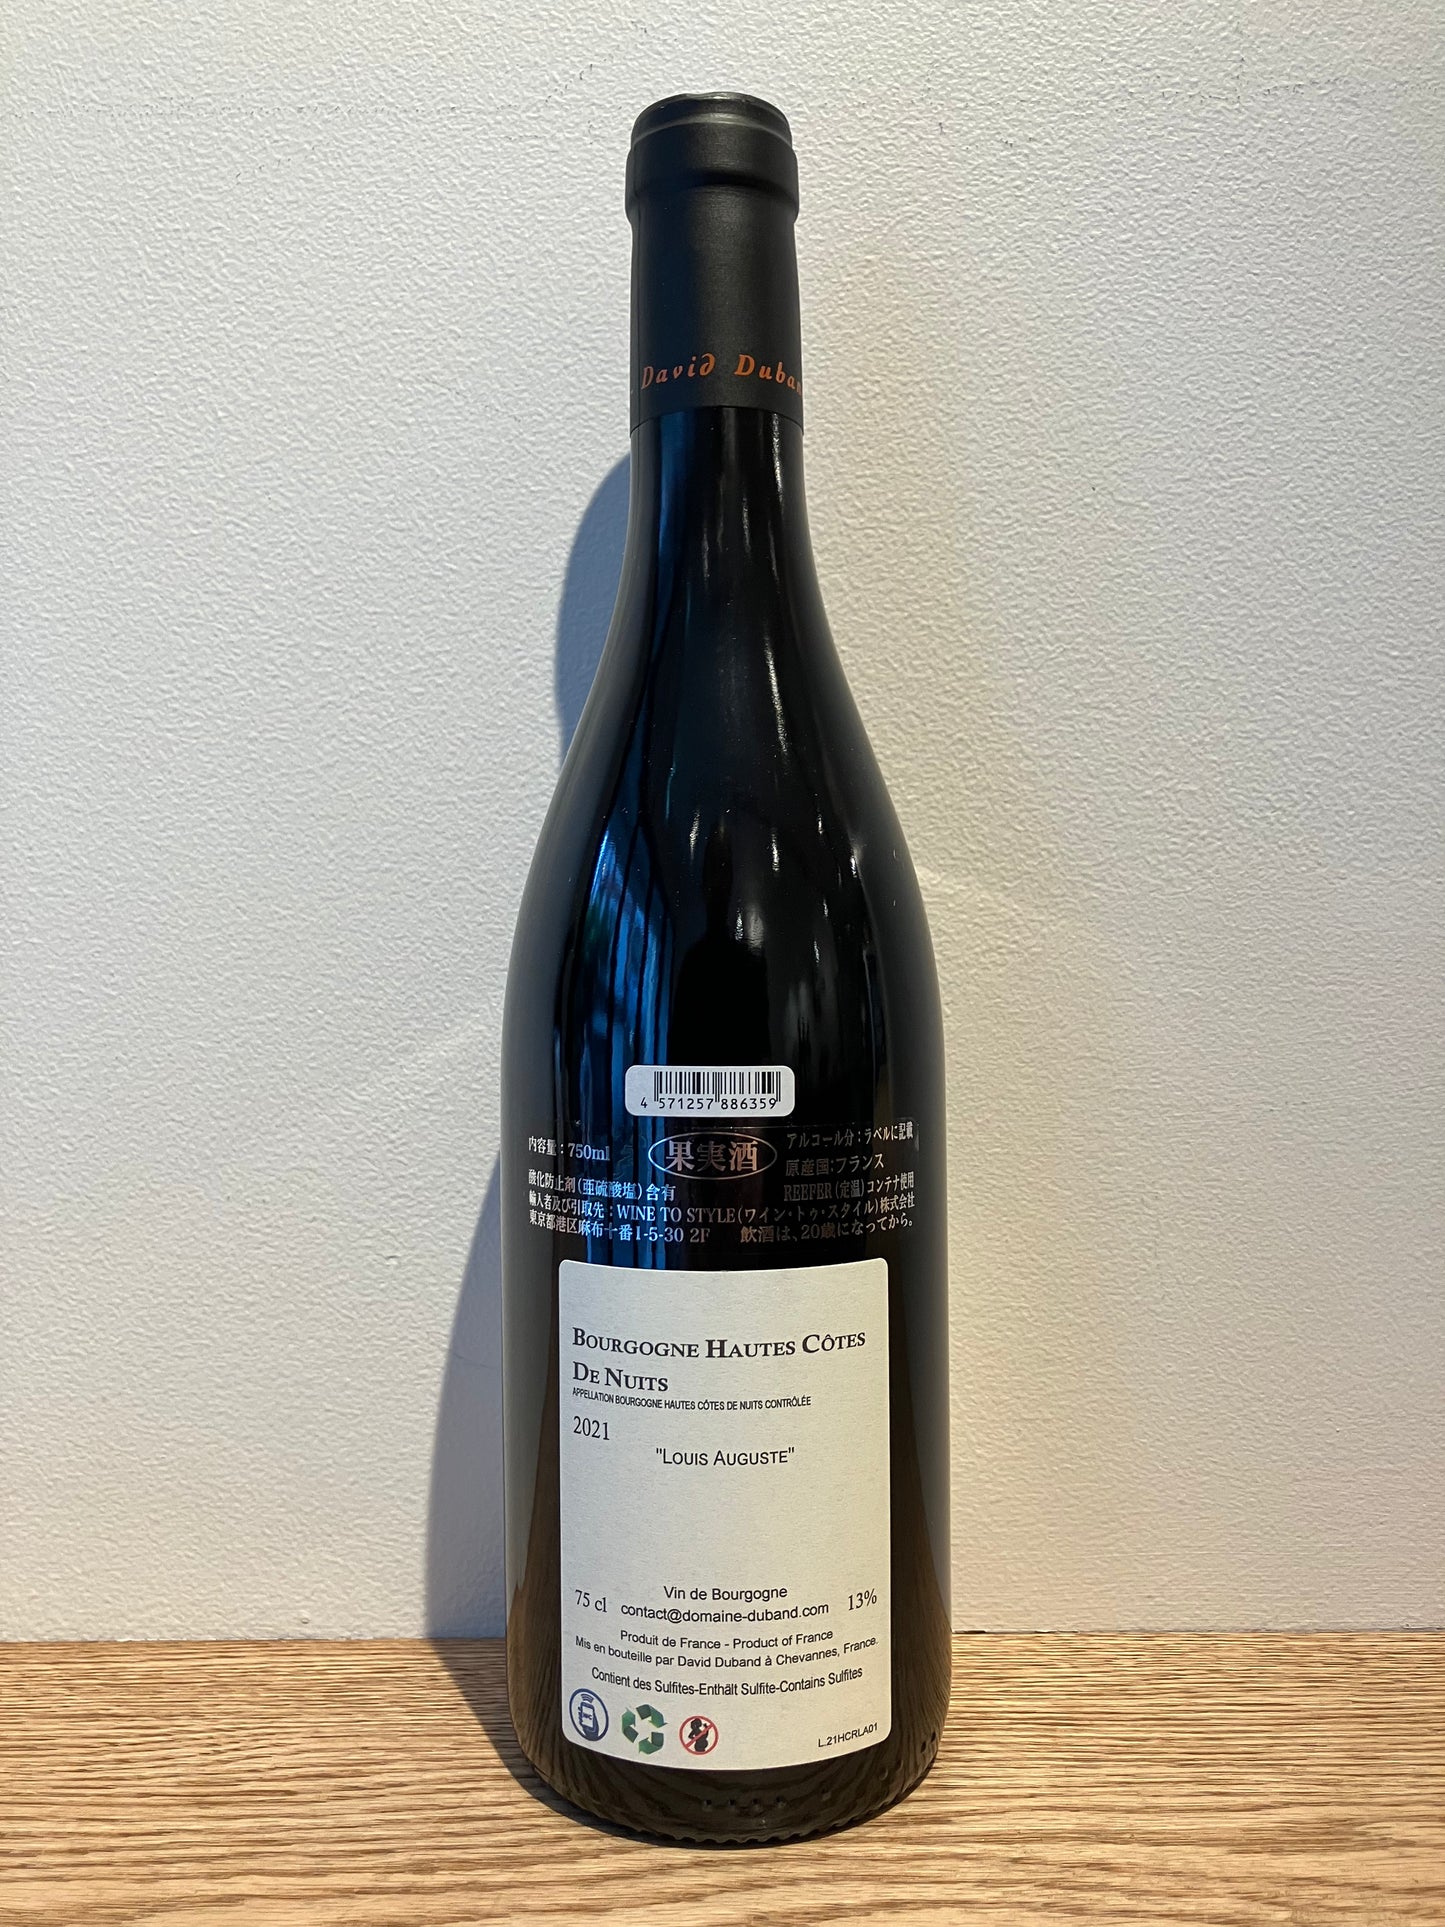 David Duban
4 571257 886359
内容量：750ml 果実酒 アルコール分：ラベルに記載
原産国：フランス
酸化防止剤（亜硫酸塩）含有 REEFER（定温）コンテナ使用
輸入者及び引取先：WINE TO STYLE（ワイン・トゥ・スタイル）株式会社
東京都港区麻布十番1-5-30 2F 飲酒は、20歳になってから。
BOURGOGNE HAUTES CÔTES
DE NUITS
APPELLATION BOURGOGNE HAUTES CÔTES DE NUITS CONTRÔLÉE
2021
"LOUIS AUGUSTE"
Vin de Bourgogne
75 cl contact@domaine-duband.com 13%
Produit de France - Product of France
Mis en bouteille par David Duband à Chevannes, France.
Contient des Sulfites-Enthält Sulfite-Contains Sulfites
L.21HCRLA01